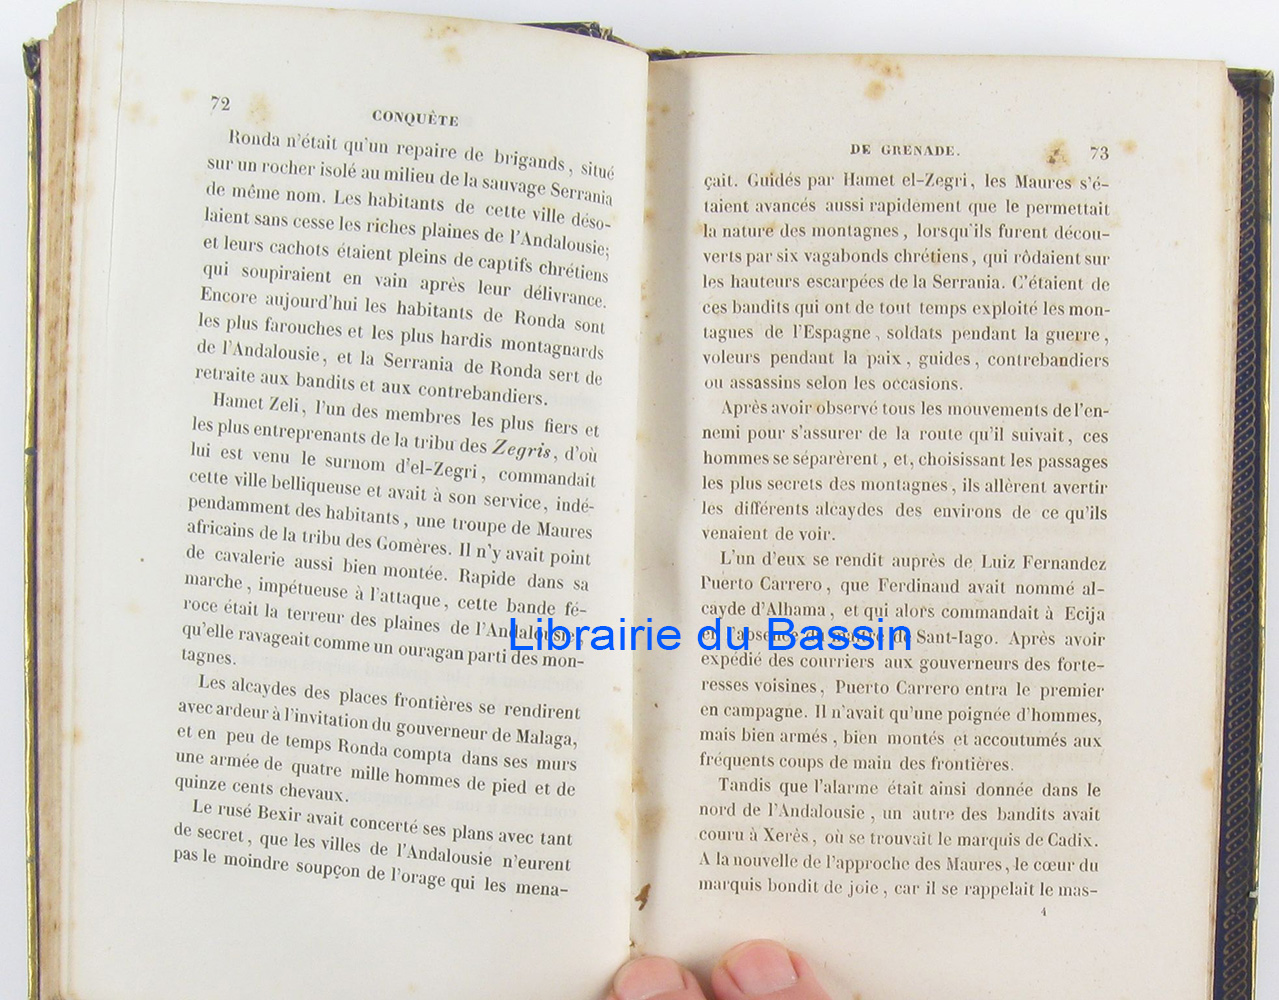 72
CONQUÊTE
Ronda n'était qu'un repaire de brigands, situé
sur un rocher isolé au milieu de la sauvage Serrania
de même nom. Les habitants de cette ville déso-
laient sans cesse les riches plaines de l'Andalousie;
et leurs cachots étaient pleins de captifs chrétiens
qui soupiraient en vain après leur délivrance.
Encore aujourd'hui les habitants de Ronda sont
les plus farouches et les plus hardis montagnards
de l'Andalousie, et la Serrania de Ronda sert de
retraite aux bandits et aux contrebandiers.
Hamet Zeli, l'un des membres les plus fiers et
les plus entreprenants de la tribu des Zegris, d'où
lui est venu le surnom d'el-Zegri, commandait
cette ville belliqueuse et avait à son service, indé-
pendamment des habitants, une troupe de Maures
africains de la tribu des Gomères. Il n'y avait point
de cavalerie aussi bien montée. Rapide dans sa
marche, impétueuse à l'attaque, cette bande fé-
roce était la terreur des plaines de l'Andalousie,
qu'elle ravageait comme un ouragan parti des mon-
tagnes.
Les alcaydes des places frontières se rendirent
avec ardeur à l'invitation du gouverneur de Malaga,
et en peu de temps Ronda compta dans ses murs
une armée de quatre mille hommes de pied et de
quinze cents chevaux.
Le rusé Bexir avait concerté ses plans avec tant
de secret, que les villes de l'Andalousie n'eurent
pas le moindre soupçon de l'orage qui les mena-
DE GRENADE.
73
çait. Guidés par Hamet el-Zegri, les Maures s'é-
taient avancés aussi rapidement que le permettait
la nature des montagnes, lorsqu'ils furent décou-
verts par six vagabonds chrétiens, qui rôdaient sur
les hauteurs escarpées de la Serrania. C'étaient de
ces bandits qui ont de tout temps exploité les mon-
tagnes de l'Espagne, soldats pendant la guerre,
voleurs pendant la paix, guides, contrebandiers
ou assassins selon les occasions.
Après avoir observé tous les mouvements de l'en-
nemi pour s'assurer de la route qu'il suivait, ces
hommes se séparèrent, et, choisissant les passages
les plus secrets des montagnes, ils allèrent avertir
les différents alcaydes des environs de ce qu'ils
venaient de voir.
L'un d'eux se rendit auprès de Luiz Fernandez
Puerto Carrero, que Ferdinand avait nommé al-
cayde d'Alhama, et qui alors commandait à Ecija
en l'absence du maître de Sant-Iago. Après avoir
expédié des courriers aux gouverneurs des forte-
resses voisines, Puerto Carrero entra le premier
en campagne. Il n'avait qu'une poignée d'hommes,
mais bien armés, bien montés et accoutumés aux
fréquents coups de main des frontières.
Tandis que l'alarme était ainsi donnée dans le
nord de l'Andalousie, un autre des bandits avait
couru à Xerès, où se trouvait le marquis de Cadix.
A la nouvelle de l'approche des Maures, le cœur du
marquis bondit de joie, car il se rappelait le mas-
4
Librairie du Bassin